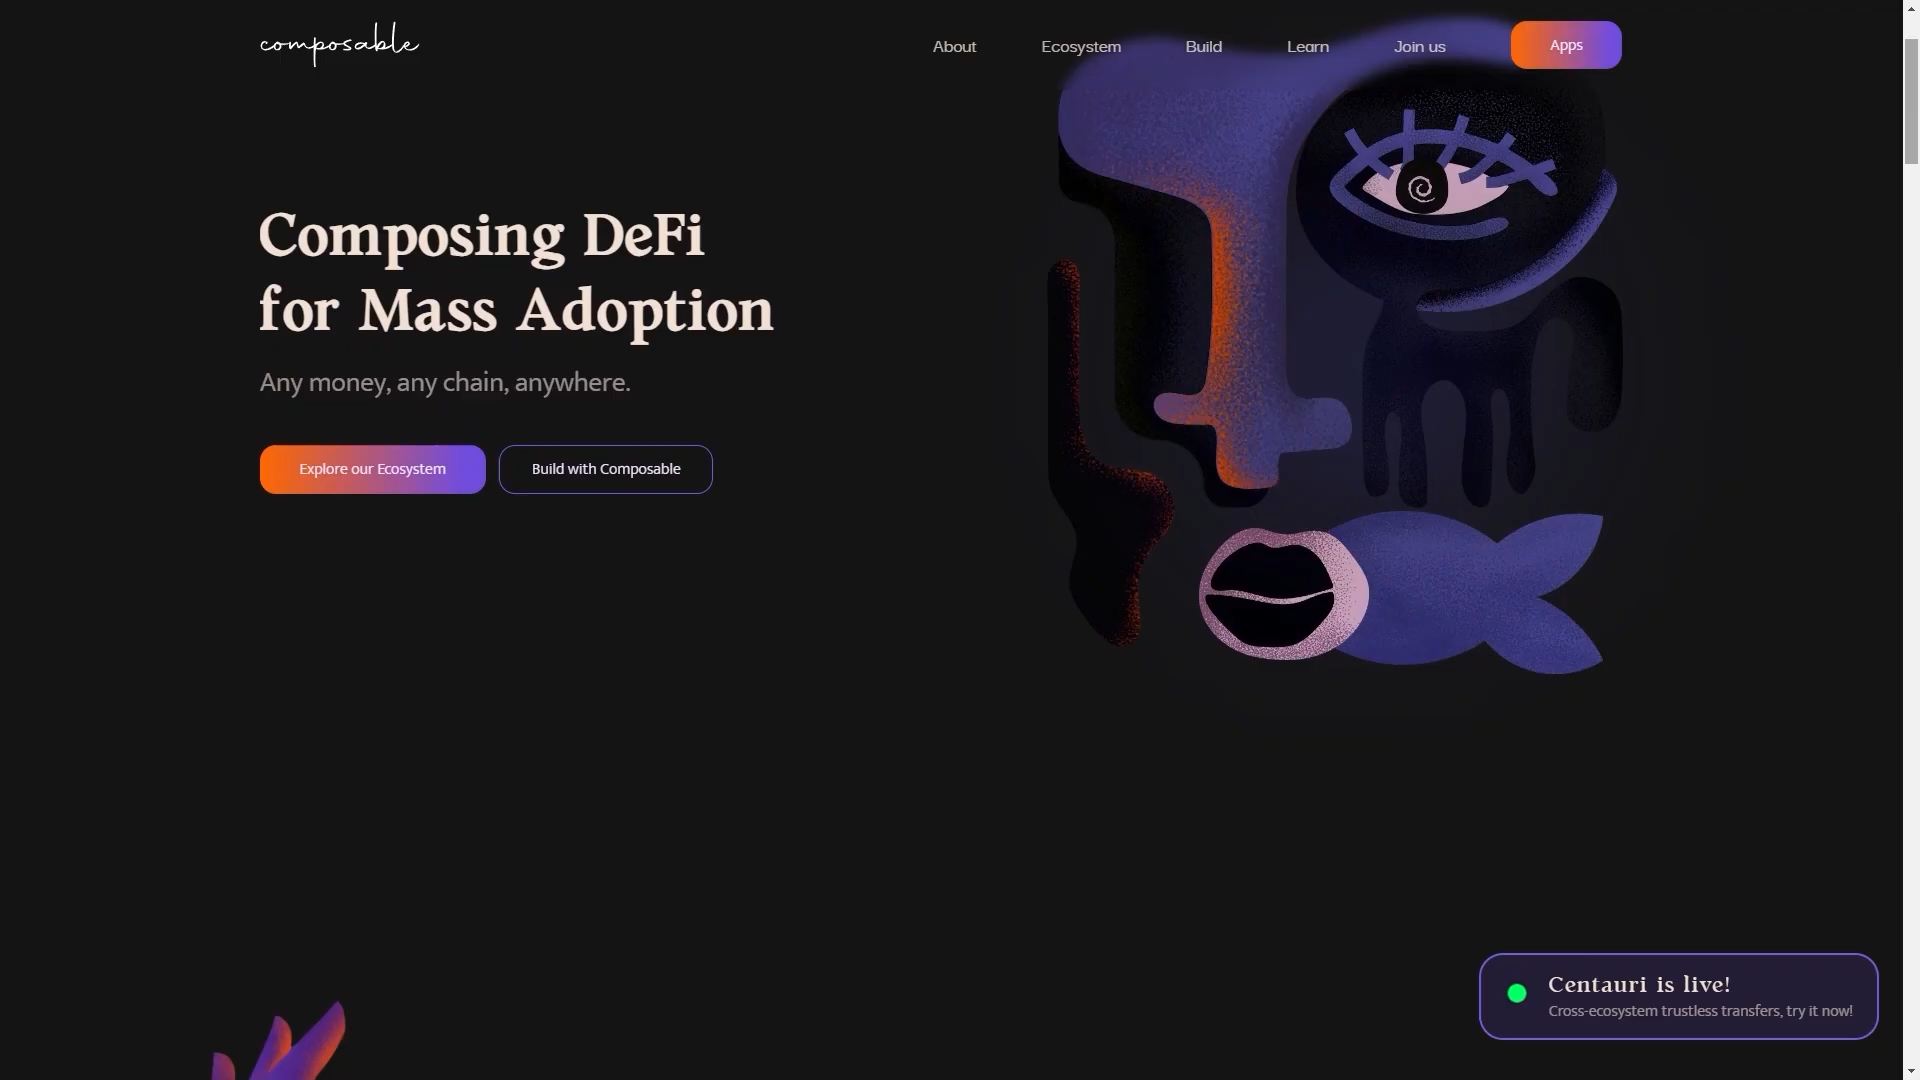 composable
About
Ecosystem
Build
Learn
Join us
Apps
Composing DeFi
for Mass Adoption
Any money, any chain, anywhere.
Explore our Ecosystem
Build with Composable
Centauri is live!
Cross-ecosystem trustless transfers, try it now!